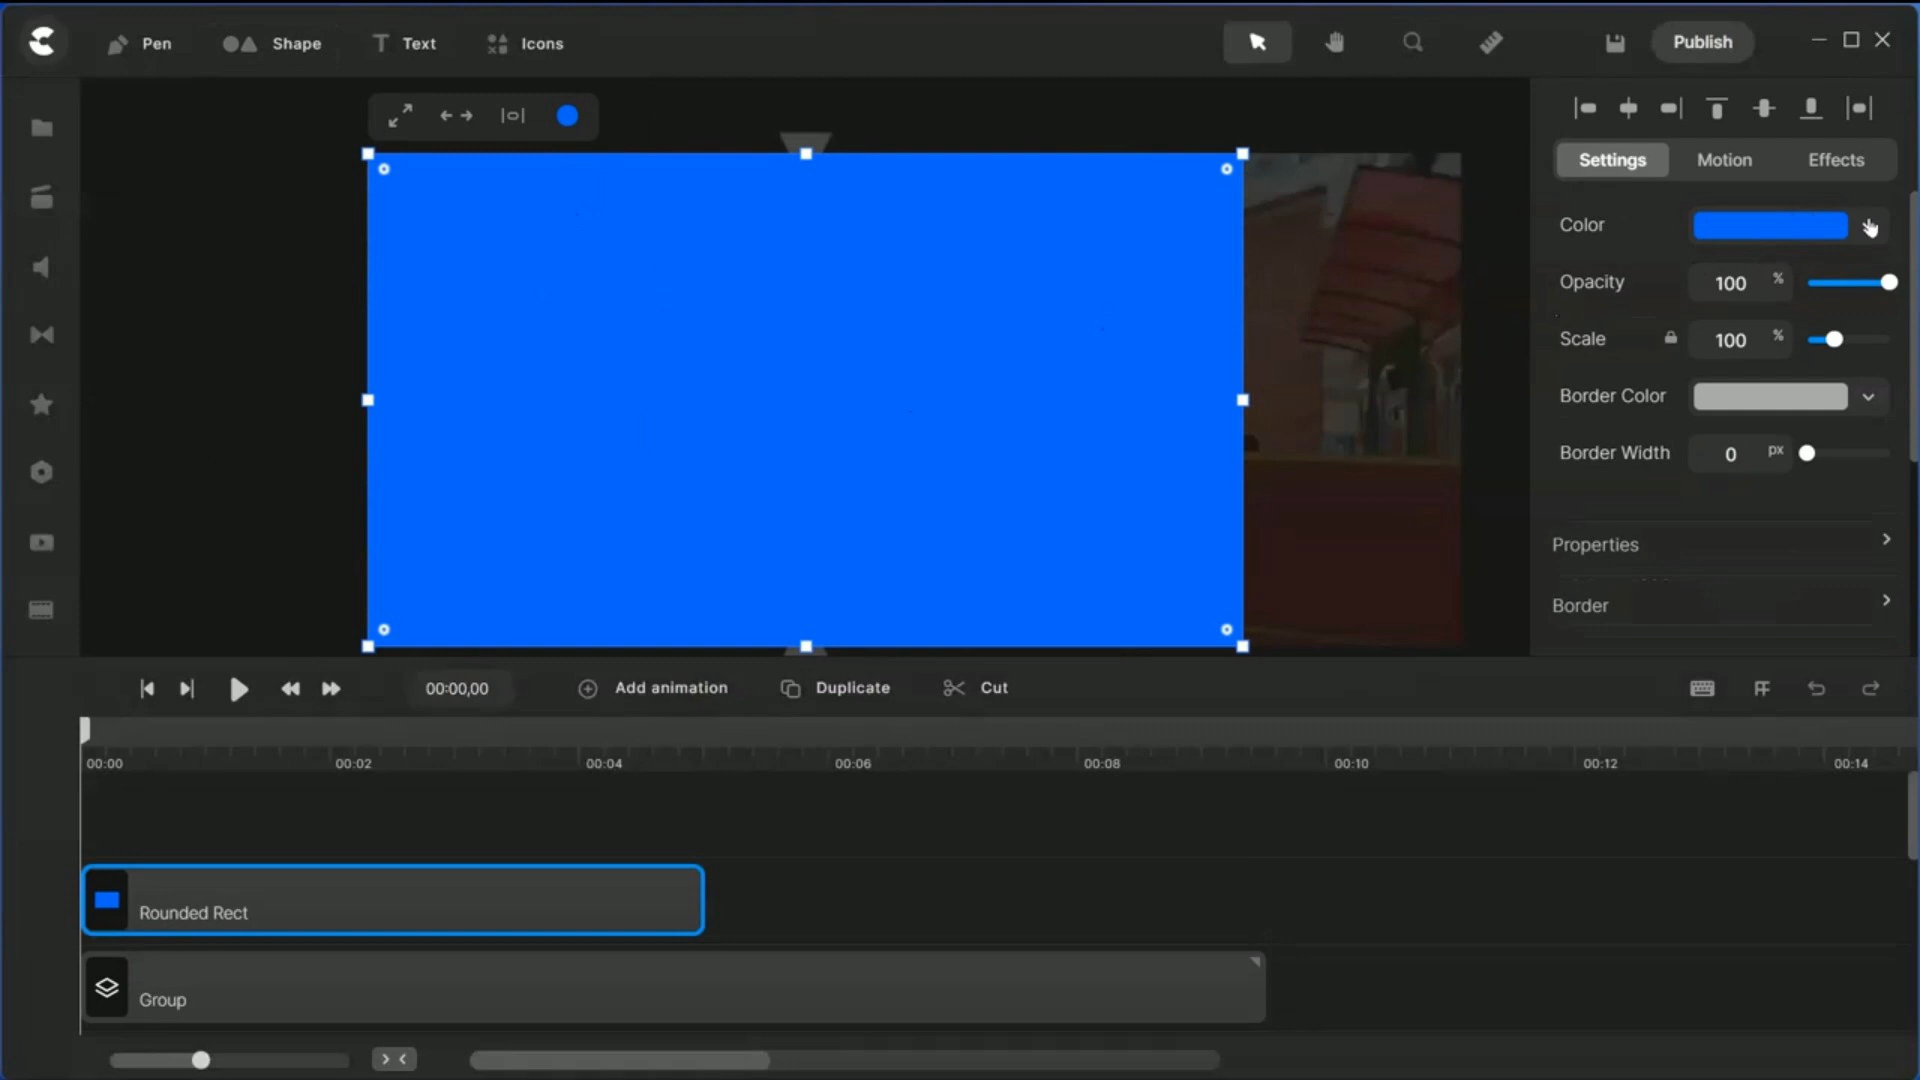 Pen Shape Text Icons Publish
Settings Motion Effects
Color
Opacity 100 %
Scale 100 %
Border Color
Border Width 0 px
Properties
Border
00:00,00 Add animation Duplicate Cut
00:00 00:02 00:04 00:06 00:08 00:10 00:12 00:14
Rounded Rect
Group